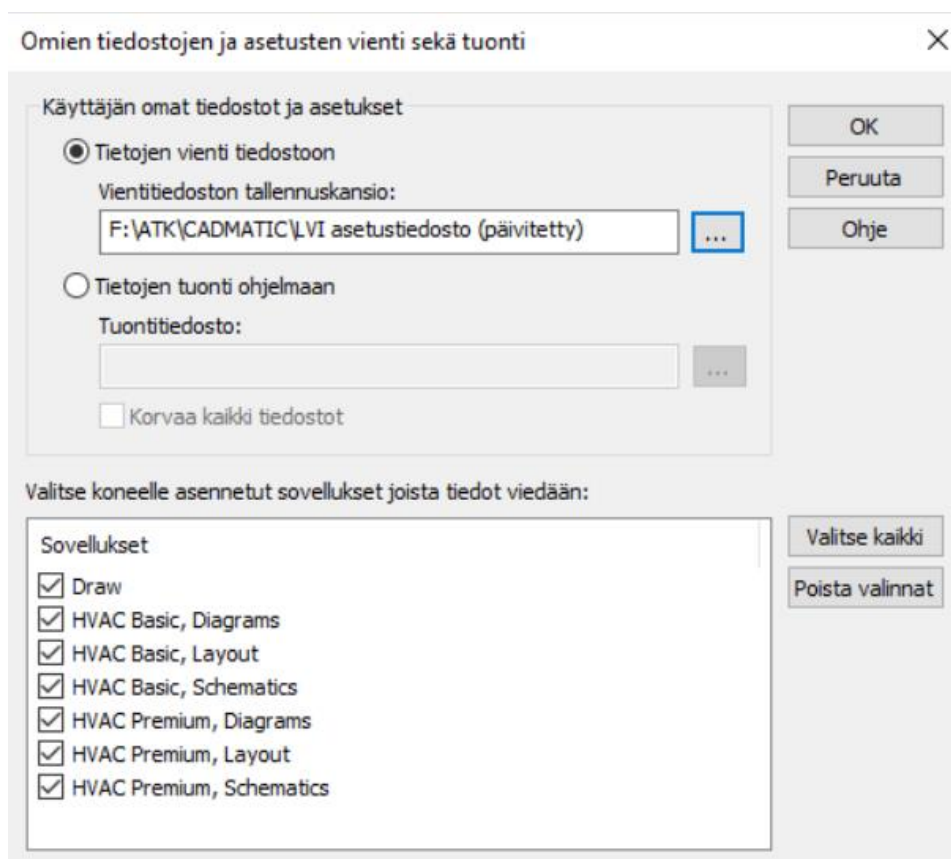 Omien tiedostojen ja asetusten vienti sekä tuonti
Käyttäjän omat tiedostot ja asetukset
OK
Tietojen vienti tiedostoon
Peruuta
Vientitiedoston tallennuskansio:
F:\ATK\CADMATIC\LVI asetustiedosto (päivitetty)
...
Ohje
Tietojen tuonti ohjelmaan
Tuontitiedosto:
...
Korvaa kaikki tiedostot
Valitse koneelle asennetut sovellukset joista tiedot viedään:
Sovellukset
Valitse kaikki
Draw
Poista valinnat
HVAC Basic, Diagrams
HVAC Basic, Layout
HVAC Basic, Schematics
HVAC Premium, Diagrams
HVAC Premium, Layout
HVAC Premium, Schematics